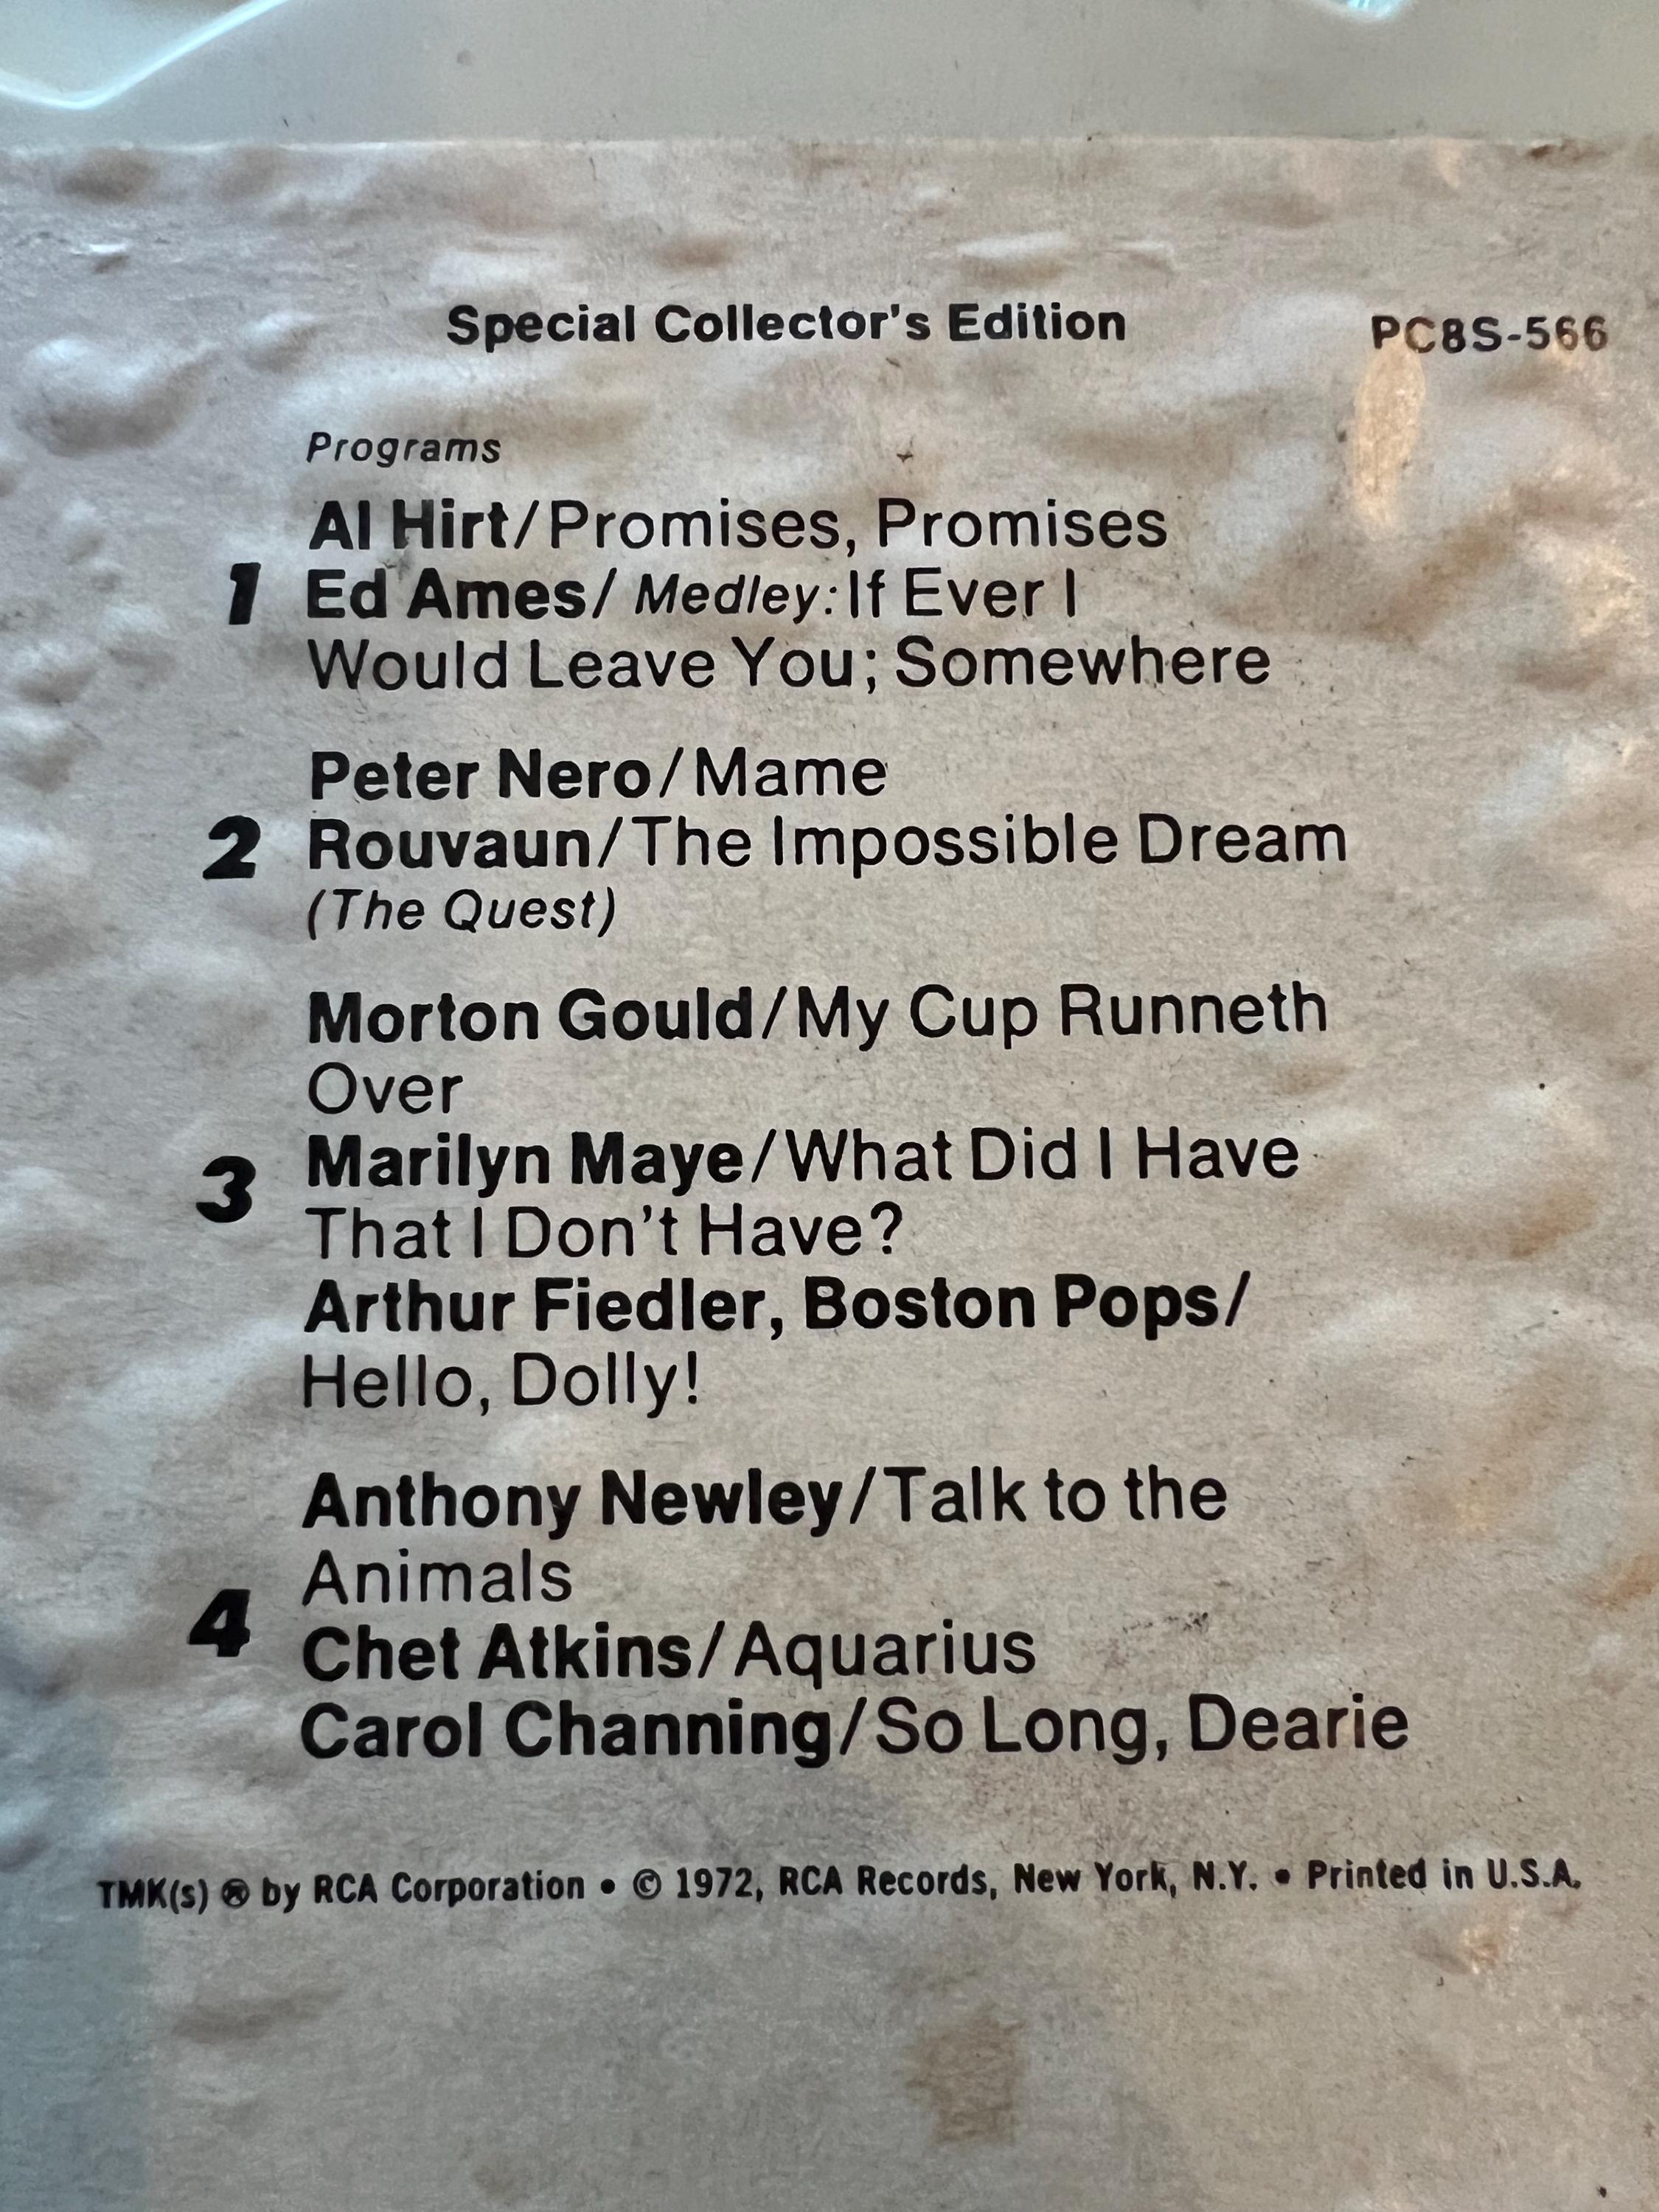 Special Collector's Edition
PC8S-566
Programs
Al Hirt/Promises, Promises
1 Ed Ames/ Medley: If Ever I
Would Leave You; Somewhere
Peter Nero/Mame
2 Rouvaun/The Impossible Dream
(The Quest)
Morton Gould/My Cup Runneth
Over
Marilyn Maye/What Did I Have
3 That I Don't Have?
Arthur Fiedler, Boston Pops/
Hello, Dolly!
Anthony Newley/Talk to the
Animals
4 Chet Atkins/Aquarius
Carol Channing/So Long, Dearie
TMK(s) ® by RCA Corporation • © 1972, RCA Records, New York, N.Y. • Printed in U.S.A.